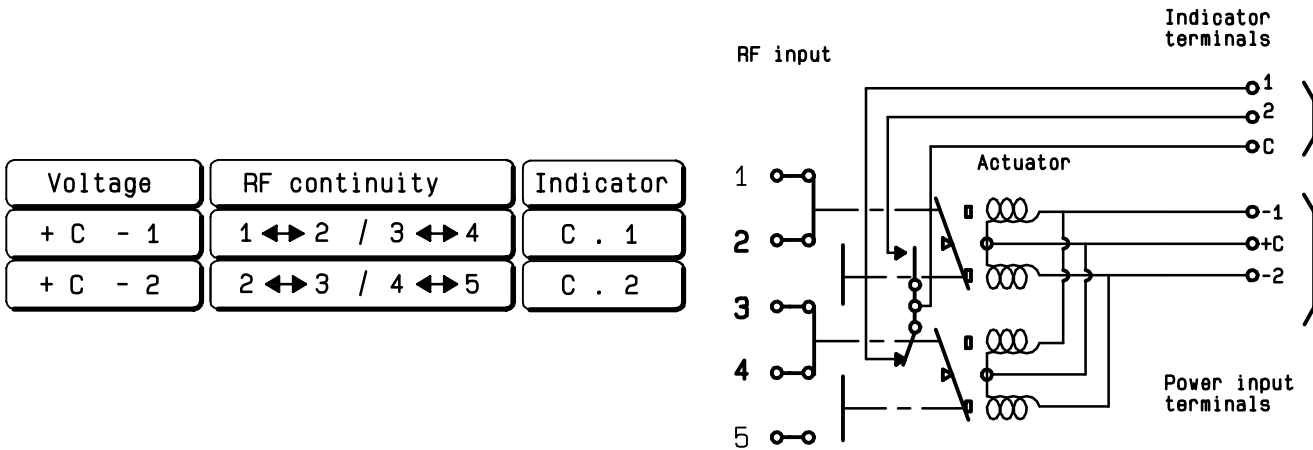 Voltage RF continuity Indicator
+ C - 1 1 ↔ 2 / 3 ↔ 4 C . 1
+ C - 2 2 ↔ 3 / 4 ↔ 5 C . 2
Indicator
terminals
RF input
1
2
C
Actuator
1
2
3
4
5
-1
+C
-2
Power input
terminals